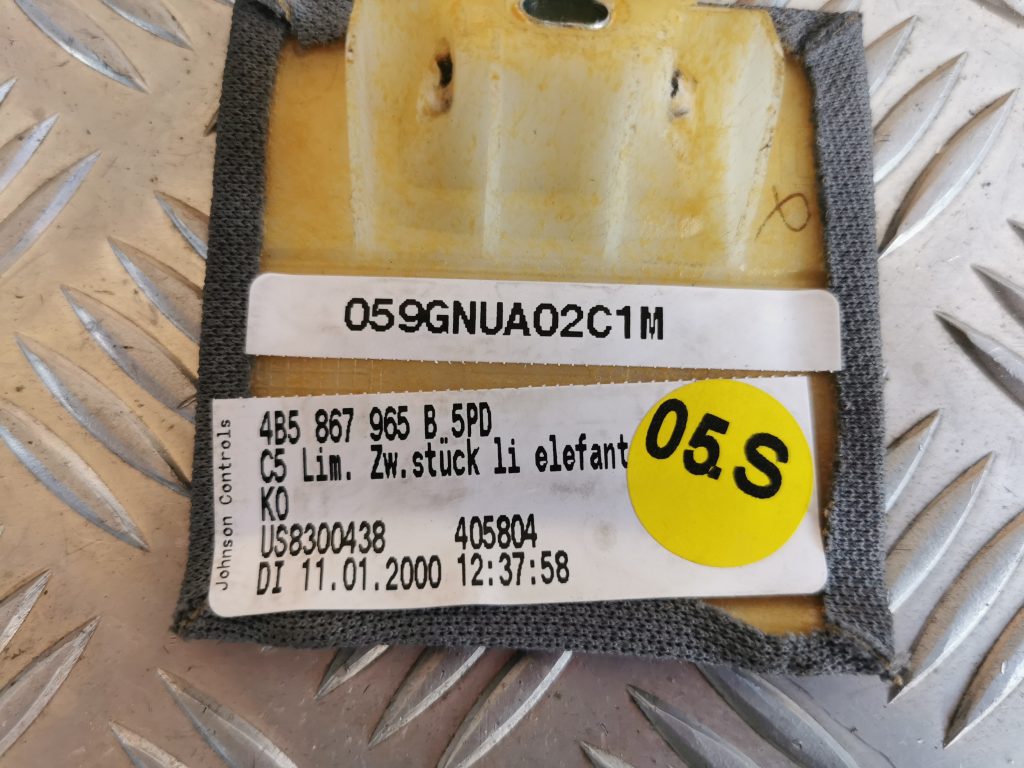 059GNUA02C1M
4B5 867 965 B 5PD
C5 Lim. Zw.stück li elefant
KO
US8300438 405804
DI 11.01.2000 12:37:58
Johnson Controls
05.S